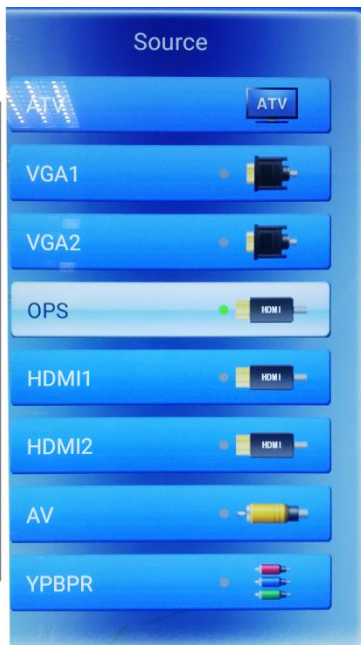 Source
ATV ATV
VGA1
VGA2
OPS HDMI
HDMI1 HDMI
HDMI2 HDMI
AV
YPBPR